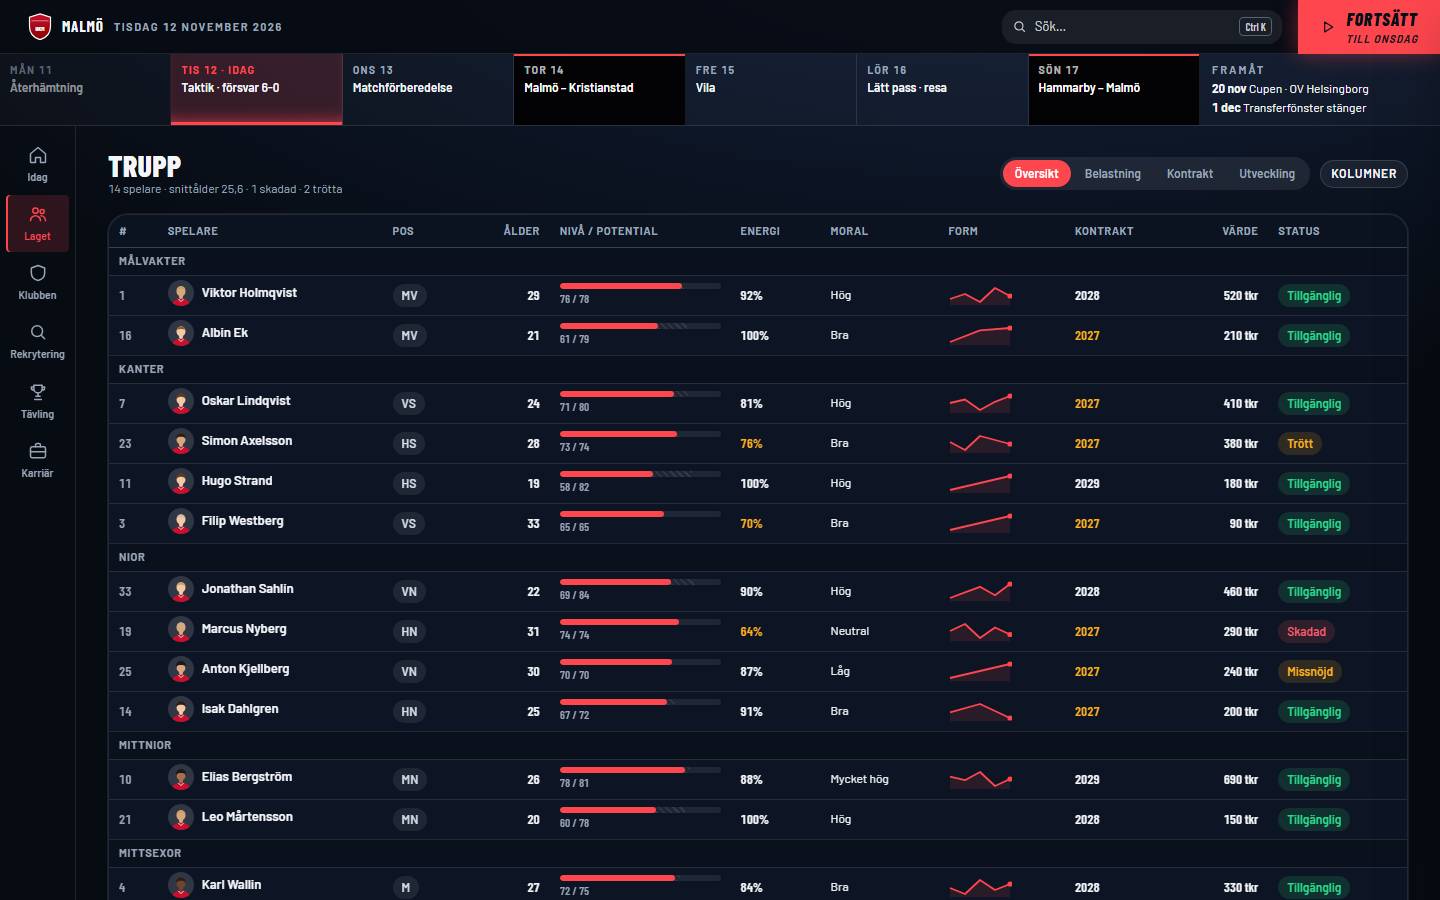 MALMÖ TISDAG 12 NOVEMBER 2026
Sök... Ctrl K
FORTSÄTT
TILL ONSDAG
MÅN 11
Återhämtning
TIS 12 · IDAG
Taktik · försvar 6-0
ONS 13
Matchförberedelse
TOR 14
Malmö – Kristianstad
FRE 15
Vila
LÖR 16
Lätt pass · resa
SÖN 17
Hammarby – Malmö
FRAMÅT
20 nov Cupen · OV Helsingborg
1 dec Transferfönster stänger
Idag
Laget
Klubben
Rekrytering
Tävling
Karriär
TRUPP
14 spelare · snittålder 25,6 · 1 skadad · 2 trötta
Översikt Belastning Kontrakt Utveckling KOLUMNER
# SPELARE POS ÅLDER NIVÅ / POTENTIAL ENERGI MORAL FORM KONTRAKT VÄRDE STATUS
MÅLVAKTER
1 Viktor Holmqvist MV 29 76 / 78 92% Hög 2028 520 tkr Tillgänglig
16 Albin Ek MV 21 61 / 79 100% Bra 2027 210 tkr Tillgänglig
KANTER
7 Oskar Lindqvist VS 24 71 / 80 81% Hög 2027 410 tkr Tillgänglig
23 Simon Axelsson HS 28 73 / 74 76% Bra 2027 380 tkr Trött
11 Hugo Strand HS 19 58 / 82 100% Hög 2029 180 tkr Tillgänglig
3 Filip Westberg VS 33 65 / 65 70% Bra 2027 90 tkr Tillgänglig
NIOR
33 Jonathan Sahlin VN 22 69 / 84 90% Hög 2028 460 tkr Tillgänglig
19 Marcus Nyberg HN 31 74 / 74 64% Neutral 2027 290 tkr Skadad
25 Anton Kjellberg VN 30 70 / 70 87% Låg 2027 240 tkr Missnöjd
14 Isak Dahlgren HN 25 67 / 72 91% Bra 2027 200 tkr Tillgänglig
MITTNIOR
10 Elias Bergström MN 26 78 / 81 88% Mycket hög 2029 690 tkr Tillgänglig
21 Leo Mårtensson MN 20 60 / 78 100% Hög 2028 150 tkr Tillgänglig
MITTSEXOR
4 Karl Wallin M 27 72 / 75 84% Bra 2028 330 tkr Tillgänglig